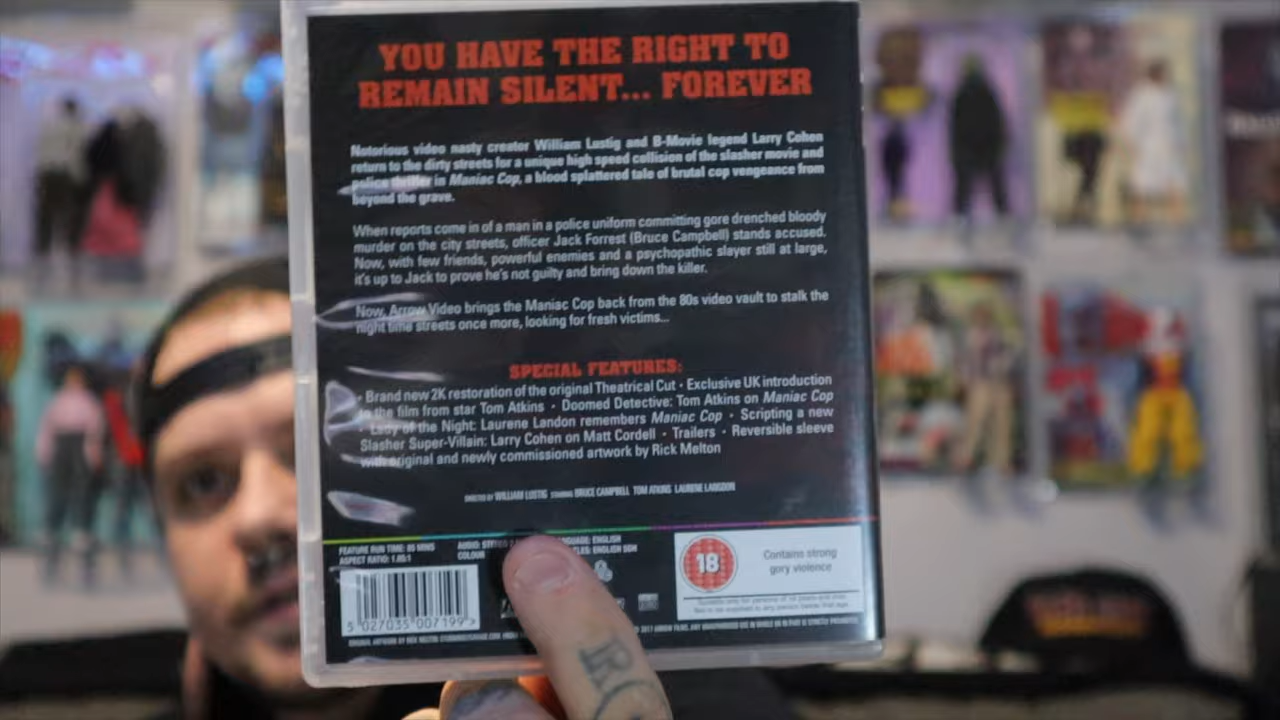 YOU HAVE THE RIGHT TO
REMAIN SILENT... FOREVER
Notorious video nasty creator William Lustig and B-Movie legend Larry Cohen
return to the dirty streets for a unique high speed collision of the slasher movie and
police thriller in Maniac Cop, a blood splattered tale of brutal cop vengeance from
beyond the grave.
When reports come in of a man in a police uniform committing gore drenched bloody
murder on the city streets, officer Jack Forrest (Bruce Campbell) stands accused.
Now, with few friends, powerful enemies and a psychopathic slayer still at large,
it's up to Jack to prove he's not guilty and bring down the killer.
Now, Arrow Video brings the Maniac Cop back from the 80s video vault to stalk the
night time streets once more, looking for fresh victims...
SPECIAL FEATURES:
• Brand new 2K restoration of the original Theatrical Cut • Exclusive UK introduction
to the film from star Tom Atkins • Doomed Detective: Tom Atkins on Maniac Cop
• Lady of the Night: Laurene Landon remembers Maniac Cop • Scripting a new
Slasher Super-Villain: Larry Cohen on Matt Cordell • Trailers • Reversible sleeve
with original and newly commissioned artwork by Rick Melton
DIRECTED BY WILLIAM LUSTIG STARRING BRUCE CAMPBELL TOM ATKINS LAURENE LANDON
FEATURE RUN TIME: 85 MINS
ASPECT RATIO: 1.85:1
AUDIO: STEREO
COLOUR
LANGUAGE: ENGLISH
ENGLISH SDH
18
Contains strong
gory violence
5 027035 007199 >
RO